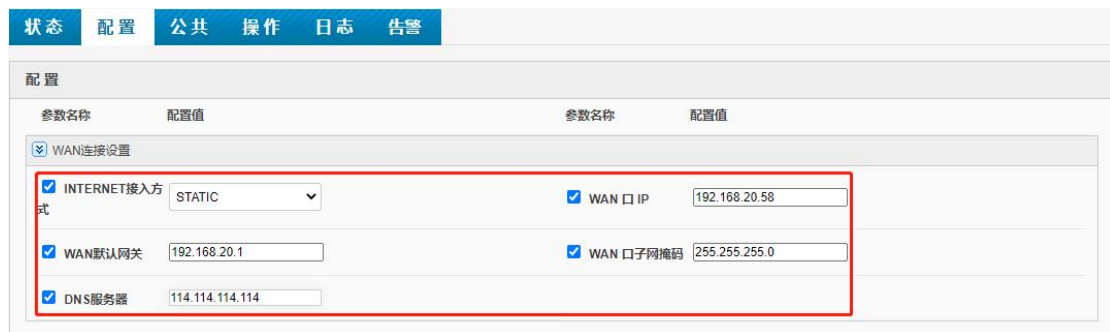 状态 配置 公共 操作 日志 告警
配置
参数名称 配置值 参数名称 配置值
WAN连接设置
INTERNET接入方式 STATIC WAN 口 IP 192.168.20.58
WAN默认网关 192.168.20.1 WAN 口子网掩码 255.255.255.0
DNS服务器 114.114.114.114